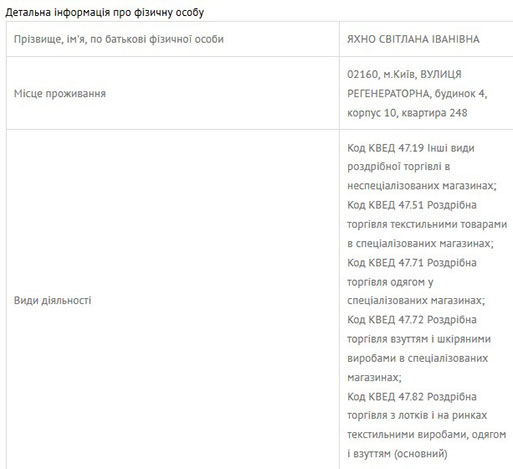 Детальна інформація про фізичну особу
Прізвище, ім'я, по батькові фізичної особи
ЯХНО СВІТЛАНА ІВАНІВНА
Місце проживання
02160, м.Київ, ВУЛИЦЯ
РЕГЕНЕРАТОРНА, будинок 4,
корпус 10, квартира 248
Види діяльності
Код КВЕД 47.19 Інші види
роздрібної торгівлі в
неспеціалізованих магазинах;
Код КВЕД 47.51 Роздрібна
торгівля текстильними товарами
в спеціалізованих магазинах;
Код КВЕД 47.71 Роздрібна
торгівля одягом у
спеціалізованих магазинах;
Код КВЕД 47.72 Роздрібна
торгівля взуттям і шкіряними
виробами в спеціалізованих
магазинах;
Код КВЕД 47.82 Роздрібна
торгівля з лотків і на ринках
текстильними виробами, одягом
і взуттям (основний)